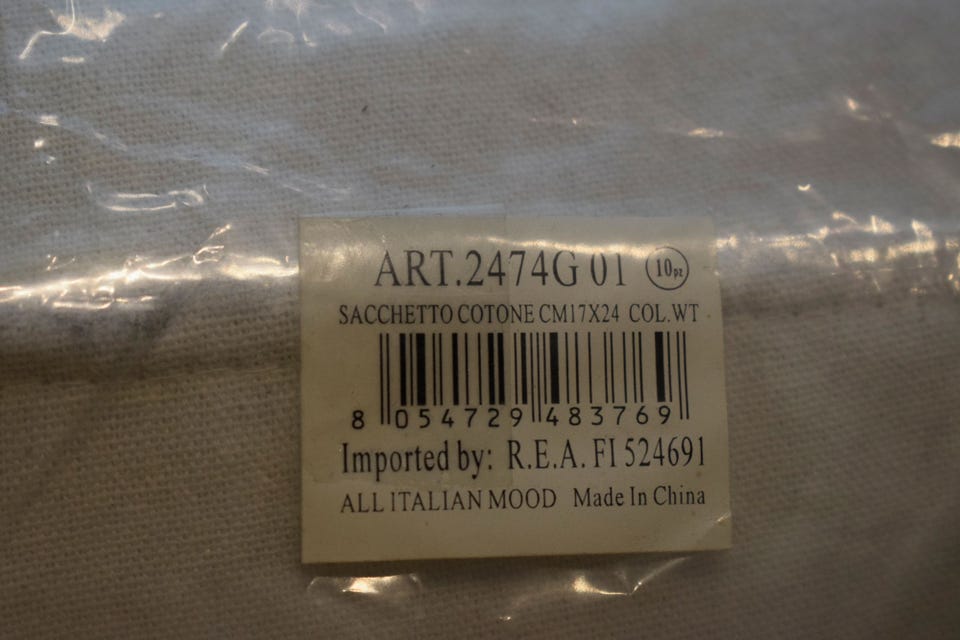 ART.2474G 01 10pz
SACCHETTO COTONE CM17X24 COL.WT
8 054729 483769
Imported by: R.E.A. FI 524691
ALL ITALIAN MOOD Made In China